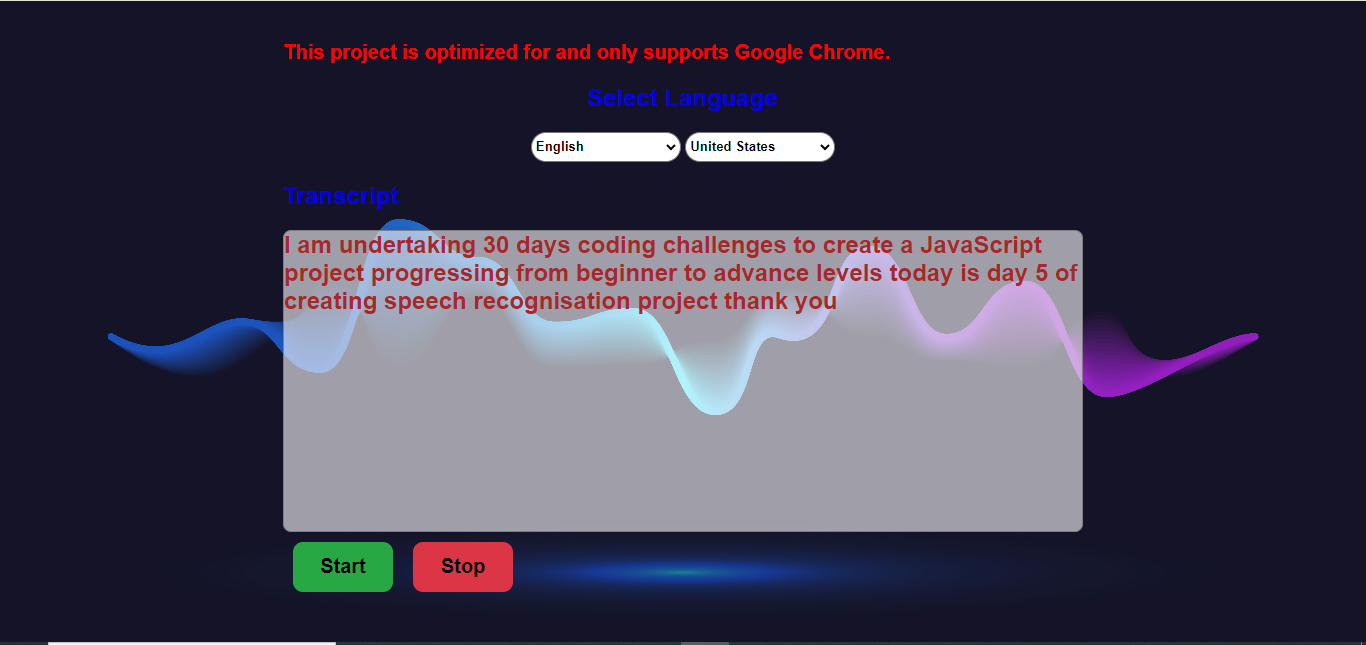 This project is optimized for and only supports Google Chrome.
Select Language
English United States
Transcript
I am undertaking 30 days coding challenges to create a JavaScript
project progressing from beginner to advance levels today is day 5 of
creating speech recognisation project thank you
Start Stop